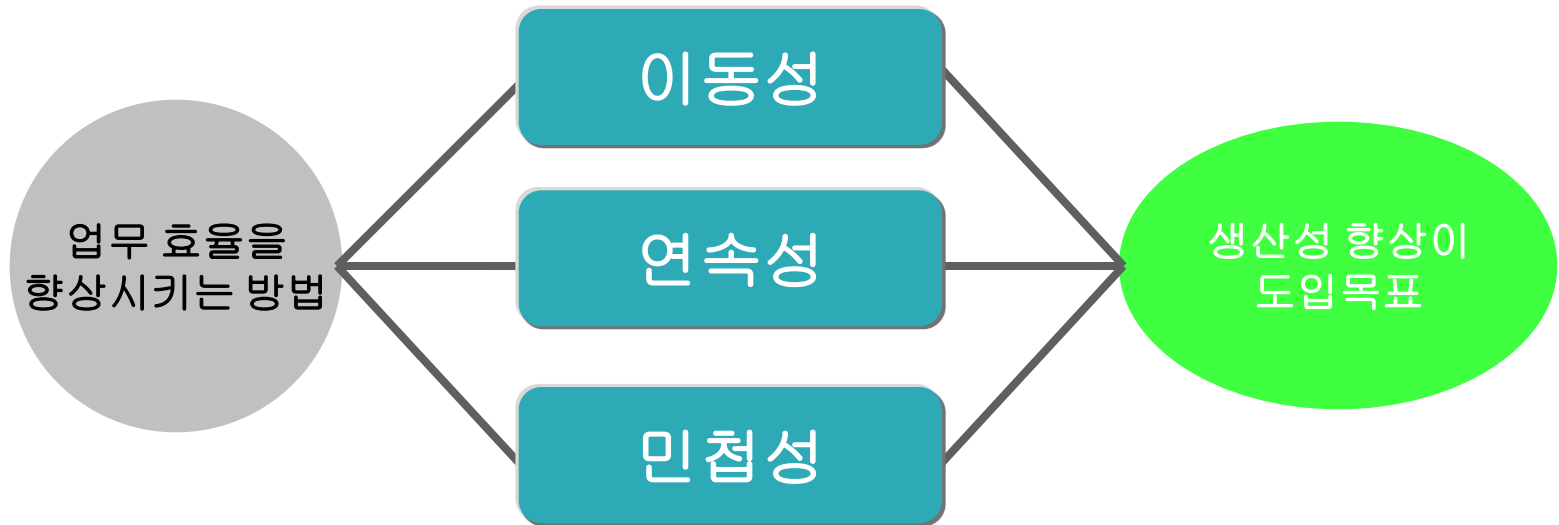 업무 효율을
향상시키는 방법
이동성
연속성
민첩성
생산성 향상이
도입목표